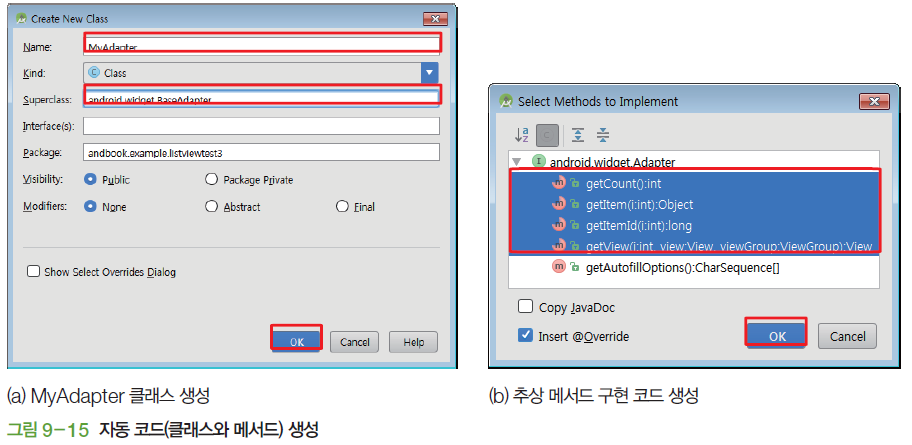 Create New Class
Name: MyAdapter
Kind: C Class
Superclass: android.widget.BaseAdapter
Interface(s):
Package: andbook.example.listviewtest3
Visibility: Public Package Private
Modifiers: None Abstract Final
Show Select Overrides Dialog
OK Cancel Help
(a) MyAdapter 클래스 생성
Select Methods to Implement
android.widget.Adapter
getCount():int
getItem(i:int):Object
getItemId(i:int):long
getView(i:int, view:View, viewGroup:ViewGroup):View
getAutofillOptions():CharSequence[]
Copy JavaDoc
Insert @Override
OK Cancel
(b) 추상 메서드 구현 코드 생성
그림 9-15 자동 코드(클래스와 메서드) 생성